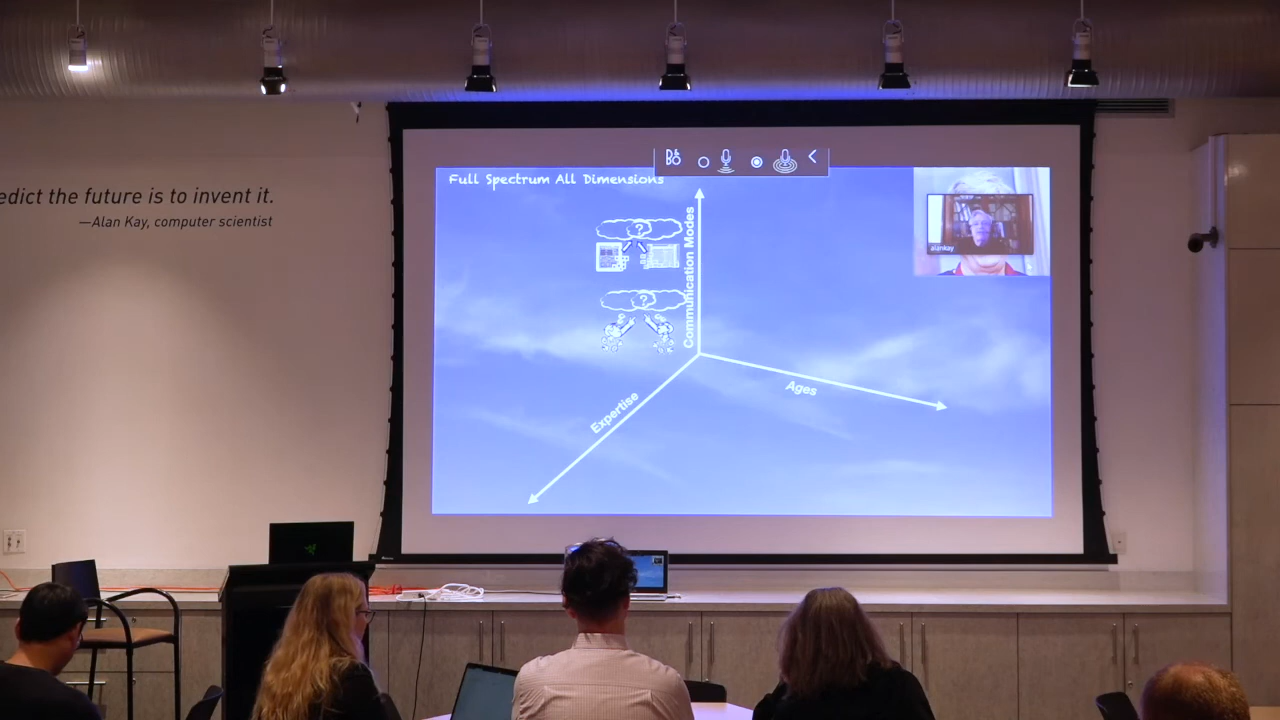 edict the future is to invent it.
—Alan Kay, computer scientist
Full Spectrum All Dimensions
Communication Modes
?
?
Expertise
Ages
alankay